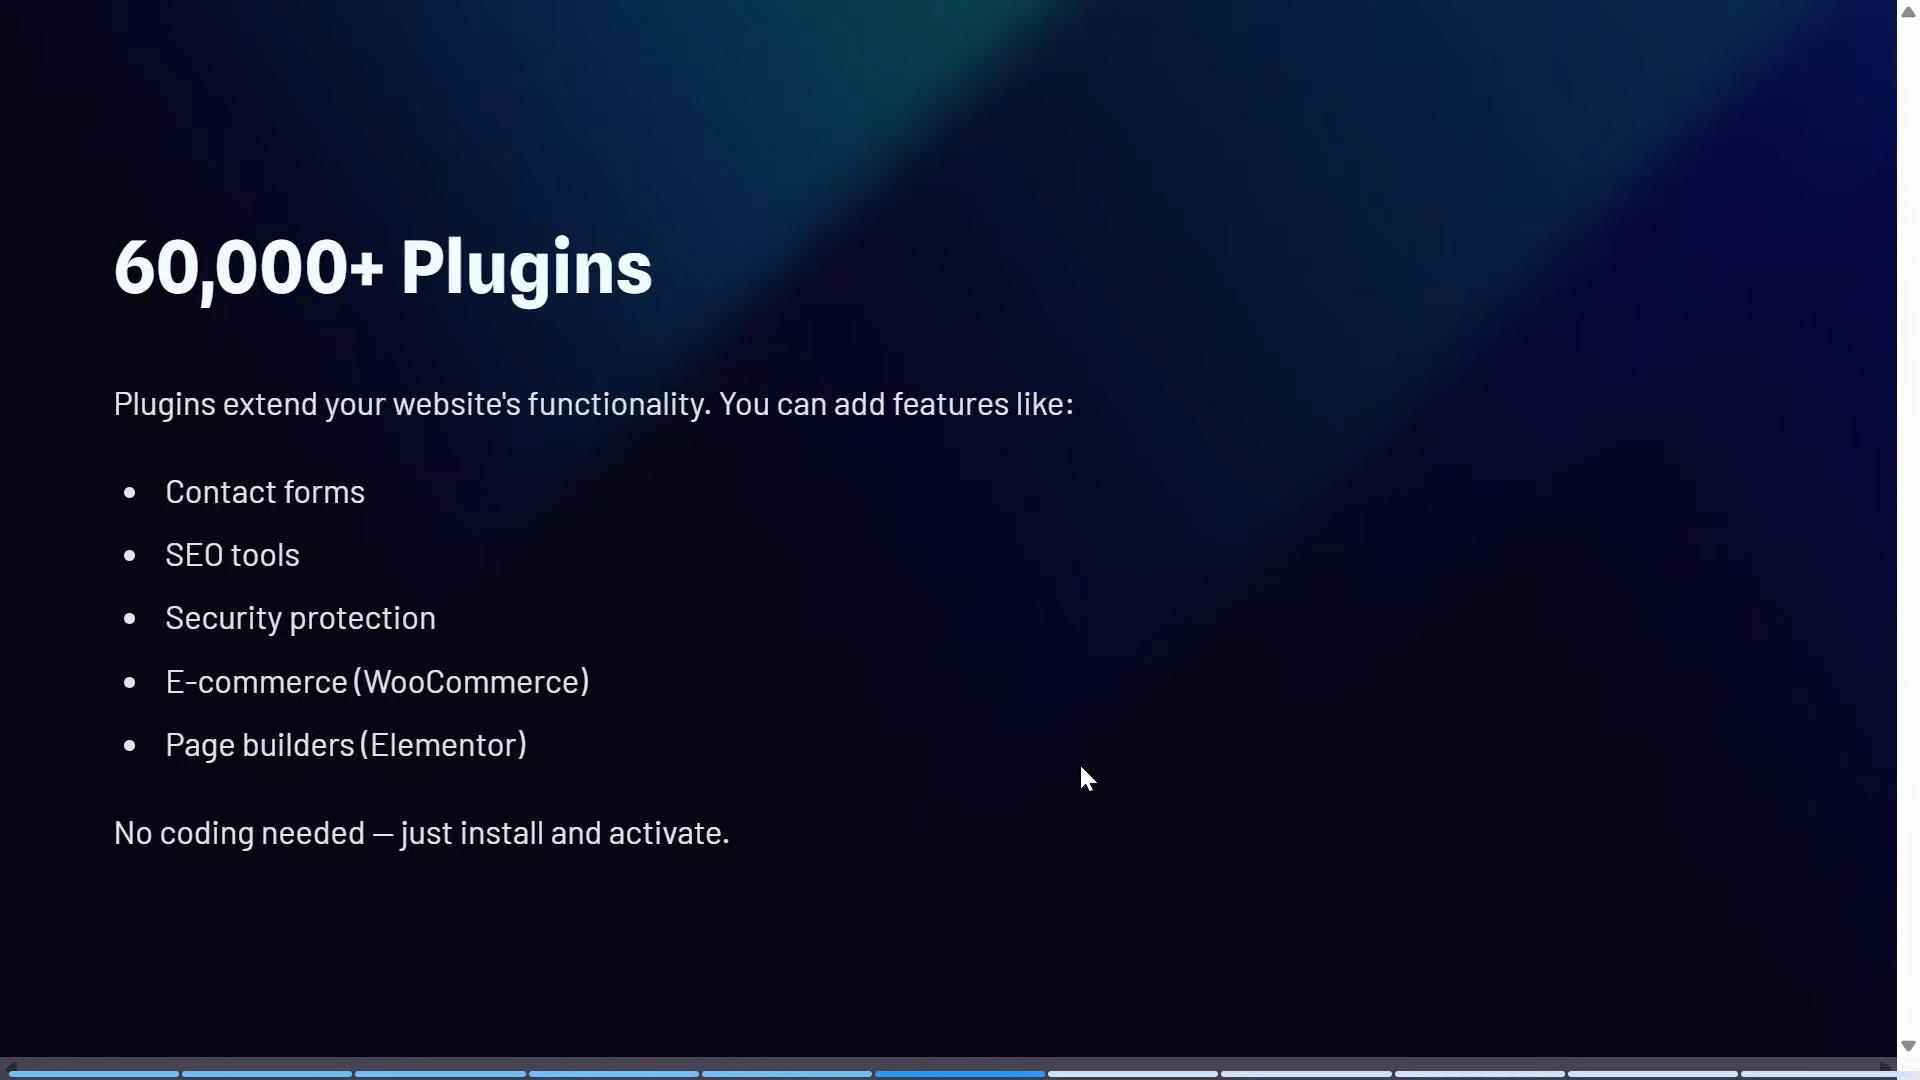 60,000+ Plugins
Plugins extend your website's functionality. You can add features like:
• Contact forms
• SEO tools
• Security protection
• E-commerce (WooCommerce)
• Page builders (Elementor)
No coding needed — just install and activate.